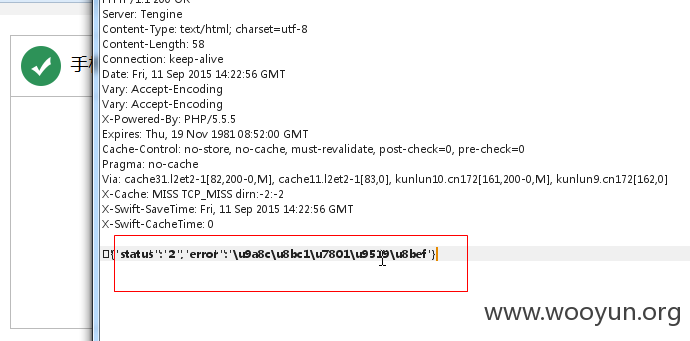 HTTP/1.1 200 OK
Server: Tengine
Content-Type: text/html; charset=utf-8
Content-Length: 58
Connection: keep-alive
Date: Fri, 11 Sep 2015 14:22:56 GMT
Vary: Accept-Encoding
Vary: Accept-Encoding
X-Powered-By: PHP/5.5.5
Expires: Thu, 19 Nov 1981 08:52:00 GMT
Cache-Control: no-store, no-cache, must-revalidate, post-check=0, pre-check=0
Pragma: no-cache
Via: cache31.l2et2-1[82,200-0,M], cache11.l2et2-1[83,0], kunlun10.cn172[161,200-0,M], kunlun9.cn172[162,0]
X-Cache: MISS TCP_MISS dirn:-2:-2
X-Swift-SaveTime: Fri, 11 Sep 2015 14:22:56 GMT
X-Swift-CacheTime: 0
{"status":"2","error":"\u9a8c\u8bc1\u7801\u9519\u8bef"}
手
www.wooyun.org